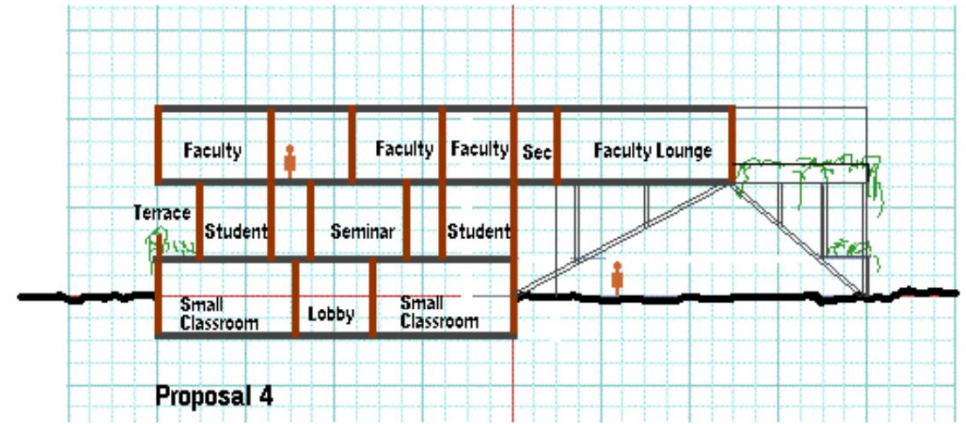 Faculty
Faculty
Faculty
Sec
Faculty Lounge
Terrace
Student
Seminar
Student
Small
Classroom
Lobby
Small
Classroom
Proposal 4